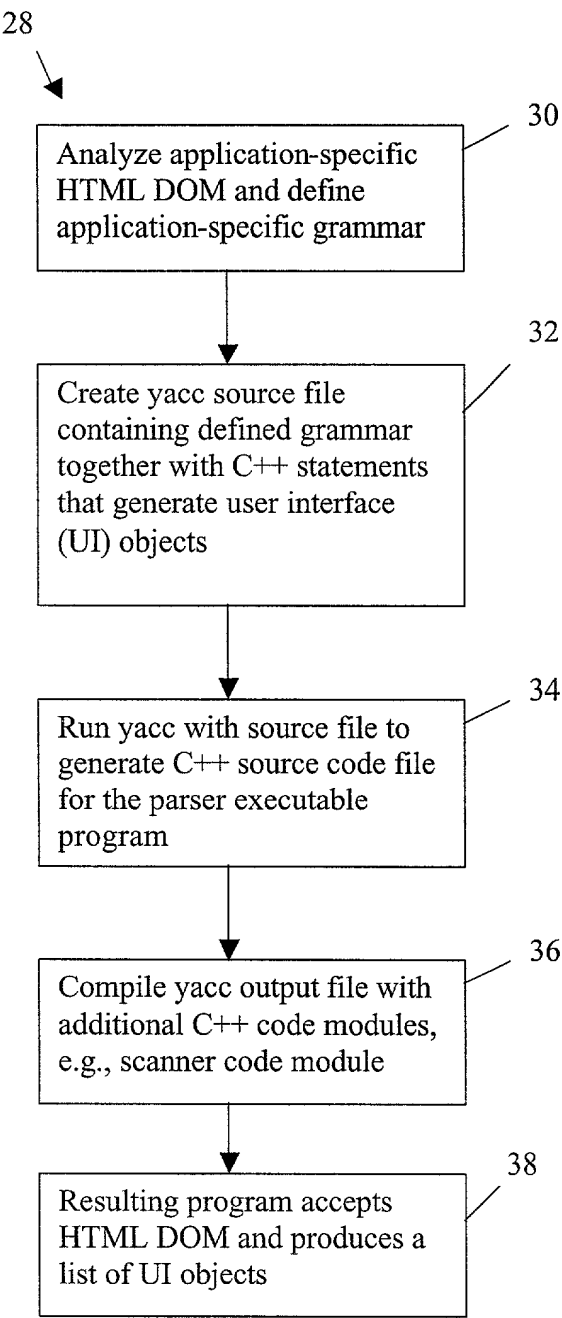 28
30
Analyze application-specific
HTML DOM and define
application-specific grammar
32
Create yacc source file
containing defined grammar
together with C++ statements
that generate user interface
(UI) objects
34
Run yacc with source file to
generate C++ source code file
for the parser executable
program
36
Compile yacc output file with
additional C++ code modules,
e.g., scanner code module
38
Resulting program accepts
HTML DOM and produces a
list of UI objects